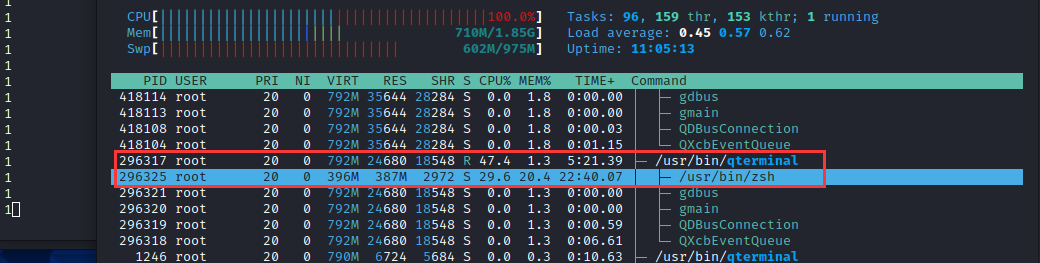 1
1
1
1
1
1
1
1
1
1
1
1
1
CPU[||||||||||||||||||||||||||||||||||||||||||100.0%] Tasks: 96, 159 thr, 153 kthr; 1 running
Mem[||||||||||||||||||||||| 710M/1.85G] Load average: 0.45 0.57 0.62
Swp[|||||||||||||||||||||||||||||| 602M/975M] Uptime: 11:05:13
PID USER PRI NI VIRT RES SHR S CPU% MEM% TIME+ Command
418114 root 20 0 792M 35644 28284 S 0.0 1.8 0:00.00 │ ├─ gdbus
418113 root 20 0 792M 35644 28284 S 0.0 1.8 0:00.00 │ ├─ gmain
418108 root 20 0 792M 35644 28284 S 0.0 1.8 0:00.03 │ ├─ QDBusConnection
418104 root 20 0 792M 35644 28284 S 0.0 1.8 0:01.15 │ └─ QXcbEventQueue
296317 root 20 0 792M 24680 18548 R 47.4 1.3 5:21.39 ├─ /usr/bin/qterminal
296325 root 20 0 396M 387M 2972 S 29.6 20.4 22:40.07 │ ├─ /usr/bin/zsh
296321 root 20 0 792M 24680 18548 S 0.0 1.3 0:00.00 │ ├─ gdbus
296320 root 20 0 792M 24680 18548 S 0.0 1.3 0:00.00 │ ├─ gmain
296319 root 20 0 792M 24680 18548 S 0.0 1.3 0:00.59 │ ├─ QDBusConnection
296318 root 20 0 792M 24680 18548 S 0.0 1.3 0:06.61 │ └─ QXcbEventQueue
1246 root 20 0 790M 6724 5684 S 0.0 0.3 0:10.63 ├─ /usr/bin/qterminal